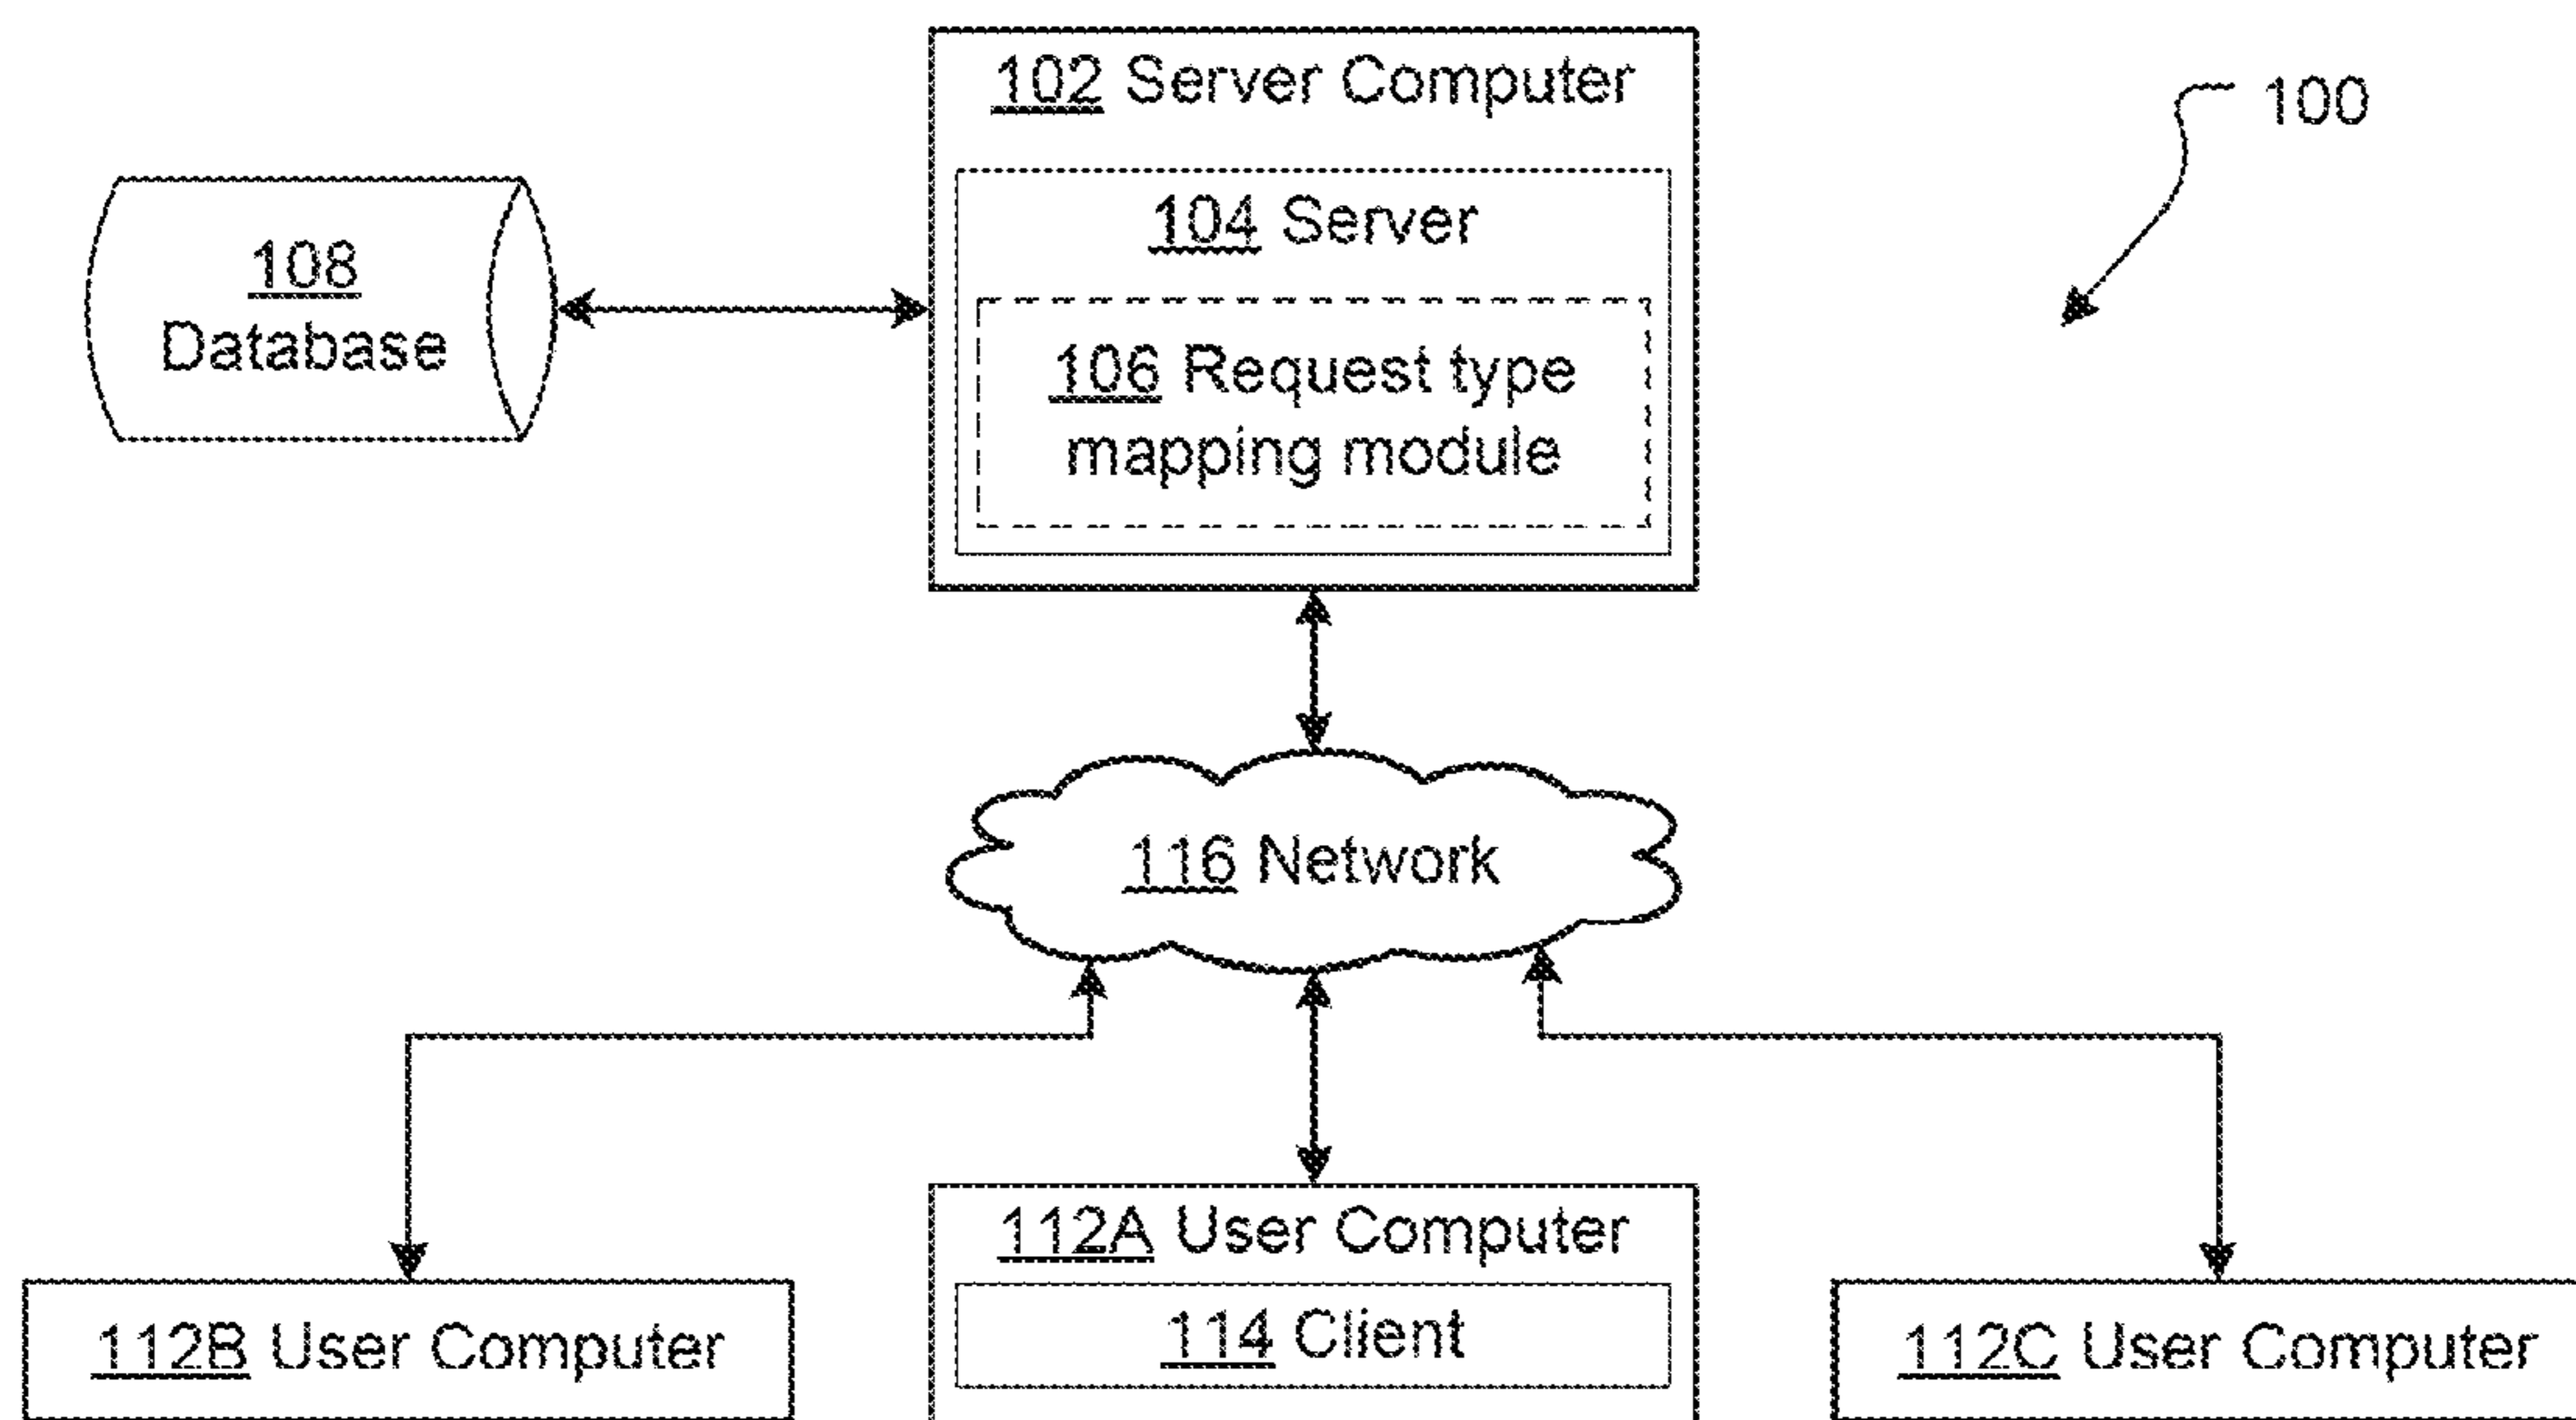 102 Server Computer
100
104 Server
108
Database
106 Request type
mapping module
116 Network
112A User Computer
114 Client
112B User Computer
112C User Computer